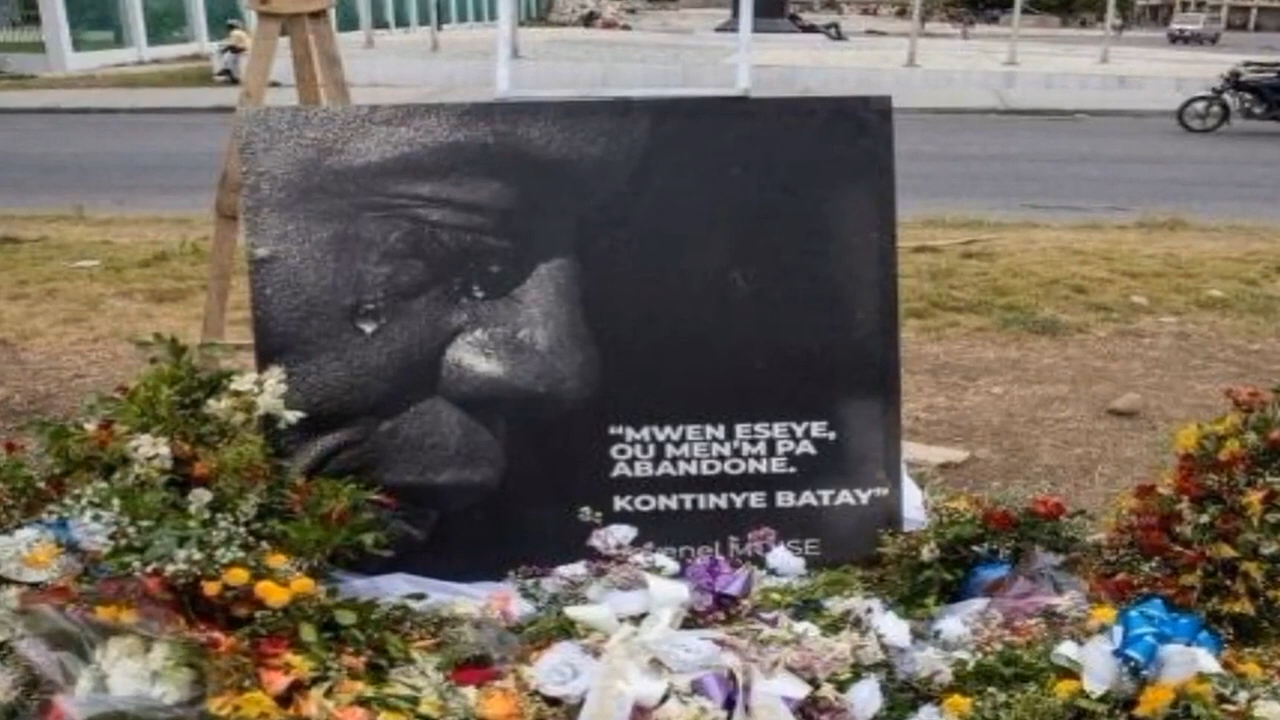 “MWEN ESEYE,
OU MEN’M PA
ABANDONE.
KONTINYE BATAY”